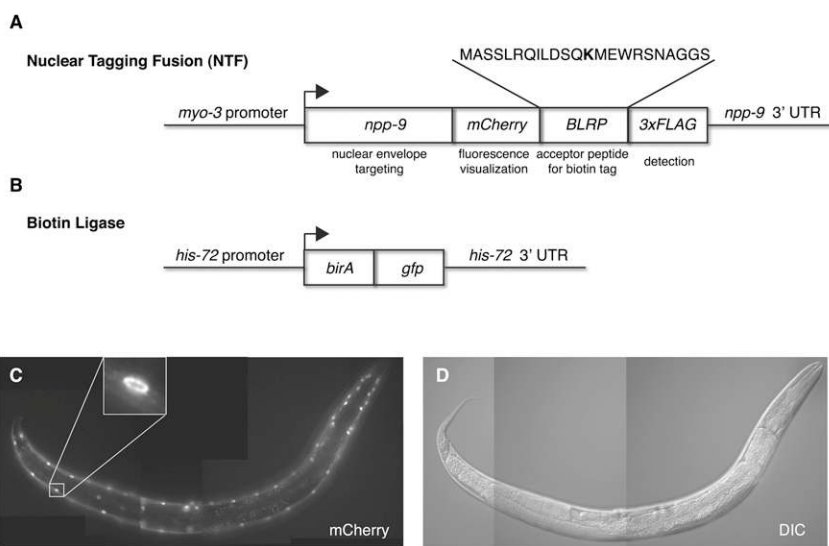 A
Nuclear Tagging Fusion (NTF)
MASSLRQILDSQKMEWRSNAGGS
myo-3 promoter
npp-9
mCherry
BLRP
3xFLAG
npp-9 3' UTR
nuclear envelope
targeting
fluorescence
visualization
acceptor peptide
for biotin tag
detection
B
Biotin Ligase
his-72 promoter
birA
gfp
his-72 3' UTR
C
mCherry
D
DIC